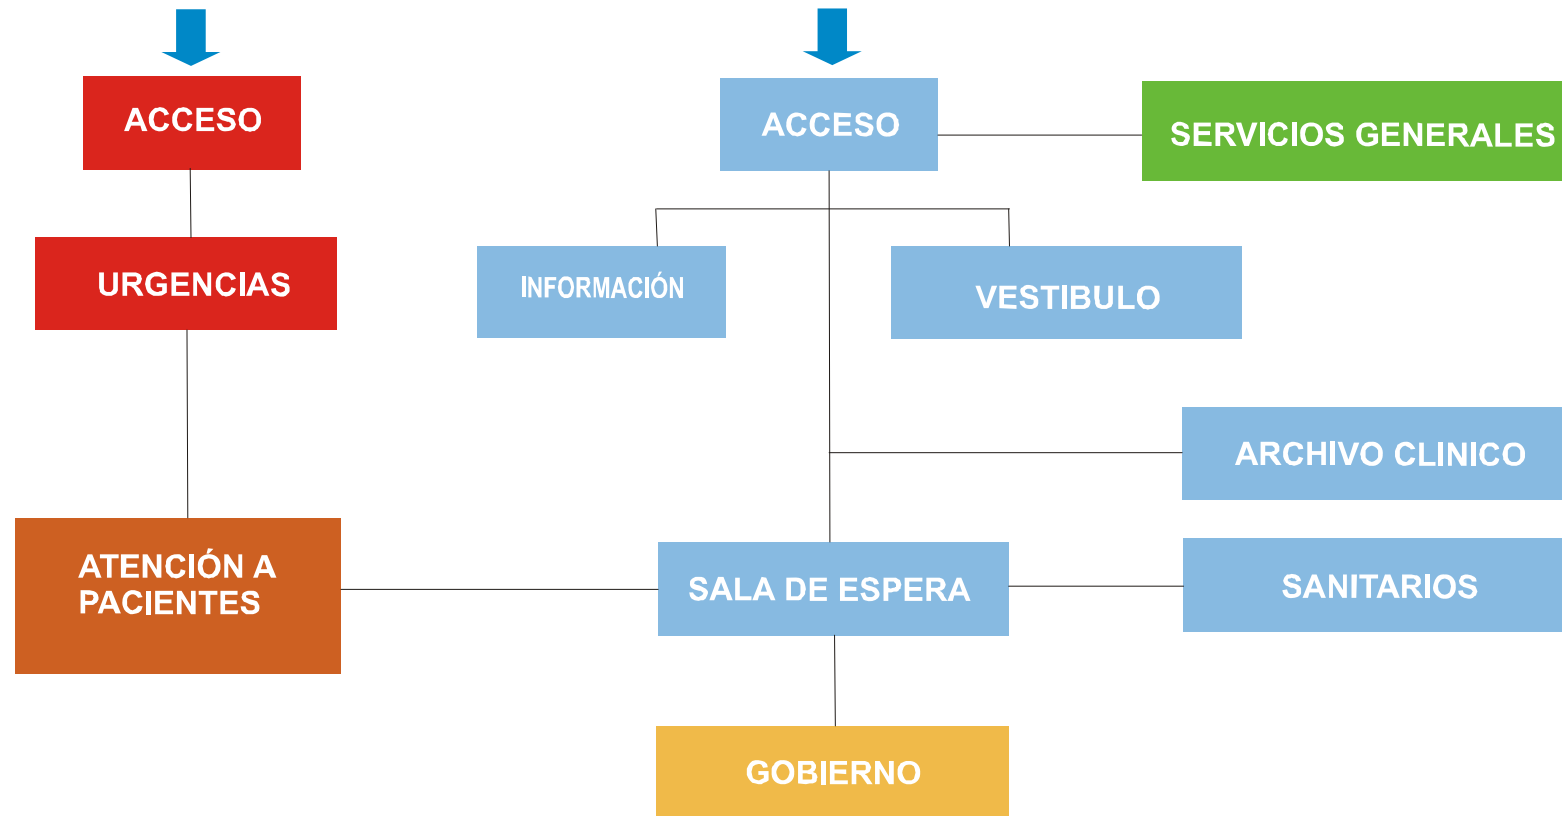 ACCESO
ACCESO
SERVICIOS GENERALES
URGENCIAS
INFORMACIÓN
VESTIBULO
ARCHIVO CLINICO
ATENCIÓN A
PACIENTES
SALA DE ESPERA
SANITARIOS
GOBIERNO